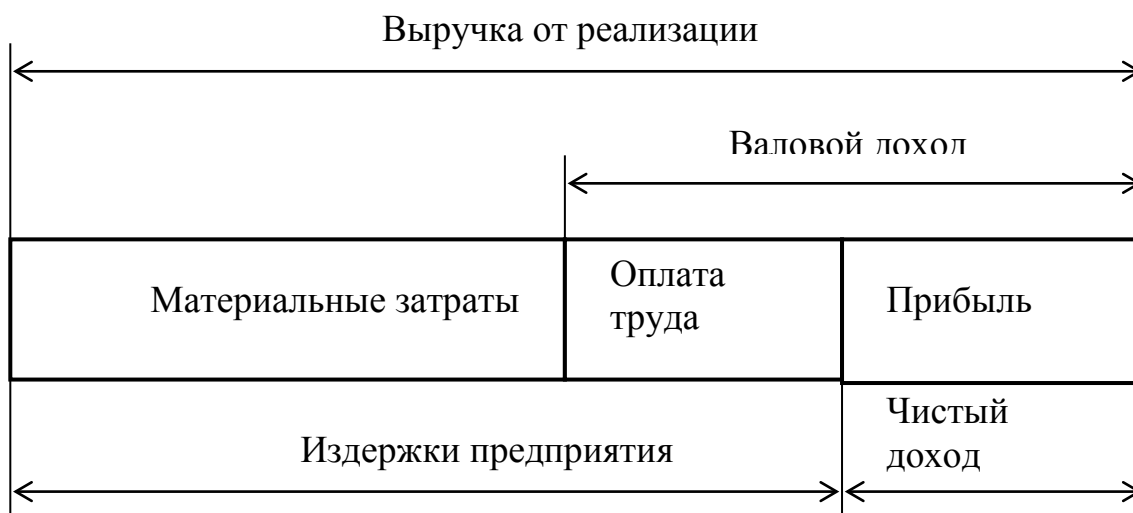 Выручка от реализации
Валовой доход
Материальные затраты
Оплата
труда
Прибыль
Издержки предприятия
Чистый
доход